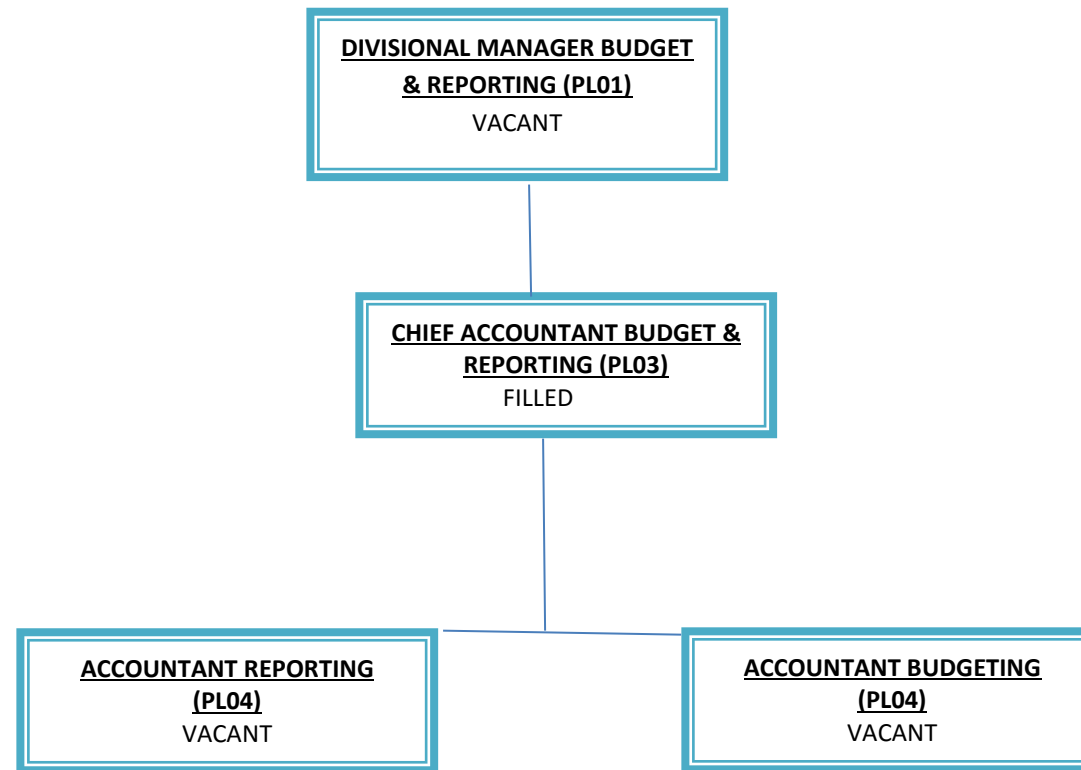 DIVISIONAL MANAGER BUDGET
& REPORTING (PL01)
VACANT
CHIEF ACCOUNTANT BUDGET &
REPORTING (PL03)
FILLED
ACCOUNTANT REPORTING
(PL04)
VACANT
ACCOUNTANT BUDGETING
(PL04)
VACANT